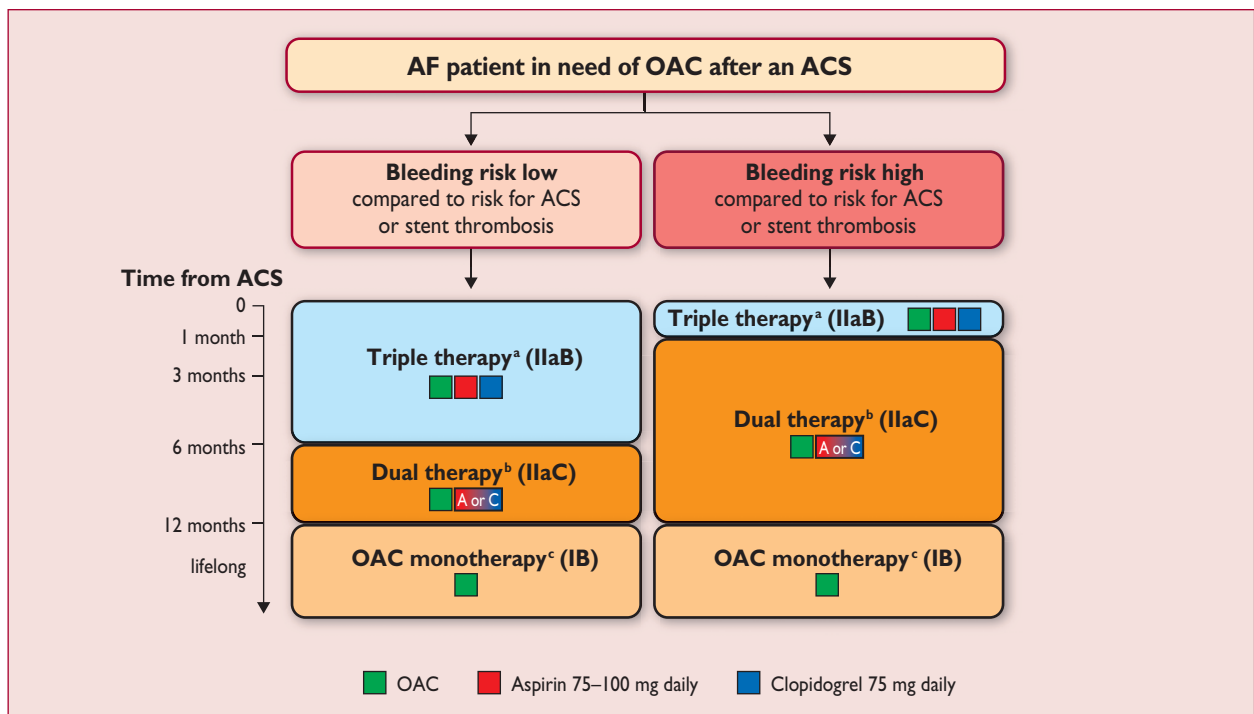 AF patient in need of OAC after an ACS
Bleeding risk low
compared to risk for ACS
or stent thrombosis
Bleeding risk high
compared to risk for ACS
or stent thrombosis
Time from ACS
0
1 month
3 months
6 months
12 months
lifelong
Triple therapyᵃ (IIaB)
Dual therapyᵇ (IIaC)
A or C
OAC monotherapyᶜ (IB)
Triple therapyᵃ (IIaB)
Dual therapyᵇ (IIaC)
A or C
OAC monotherapyᶜ (IB)
OAC
Aspirin 75–100 mg daily
Clopidogrel 75 mg daily